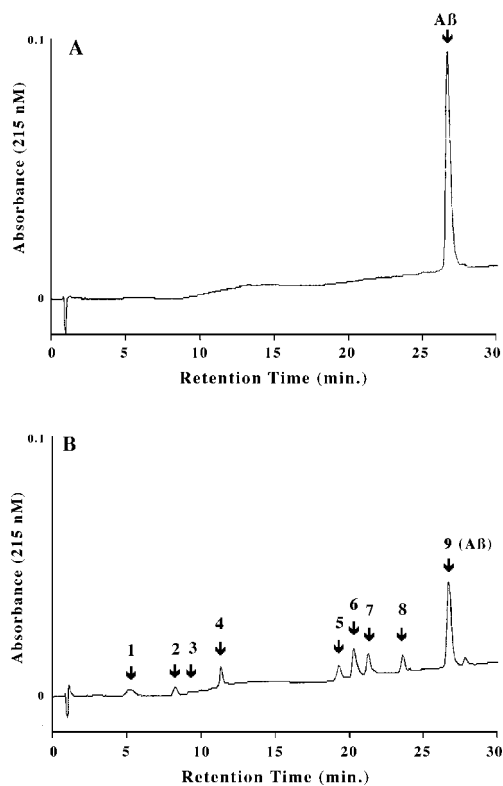 Aß
0.1
A
Absorbance (215 nM)
0
0 5 10 15 20 25 30
Retention Time (min.)
0.1
B
9 (Aß)
6
4 5 7 8
1 2 3
Absorbance (215 nM)
0
0 5 10 15 20 25 30
Retention Time (min.)